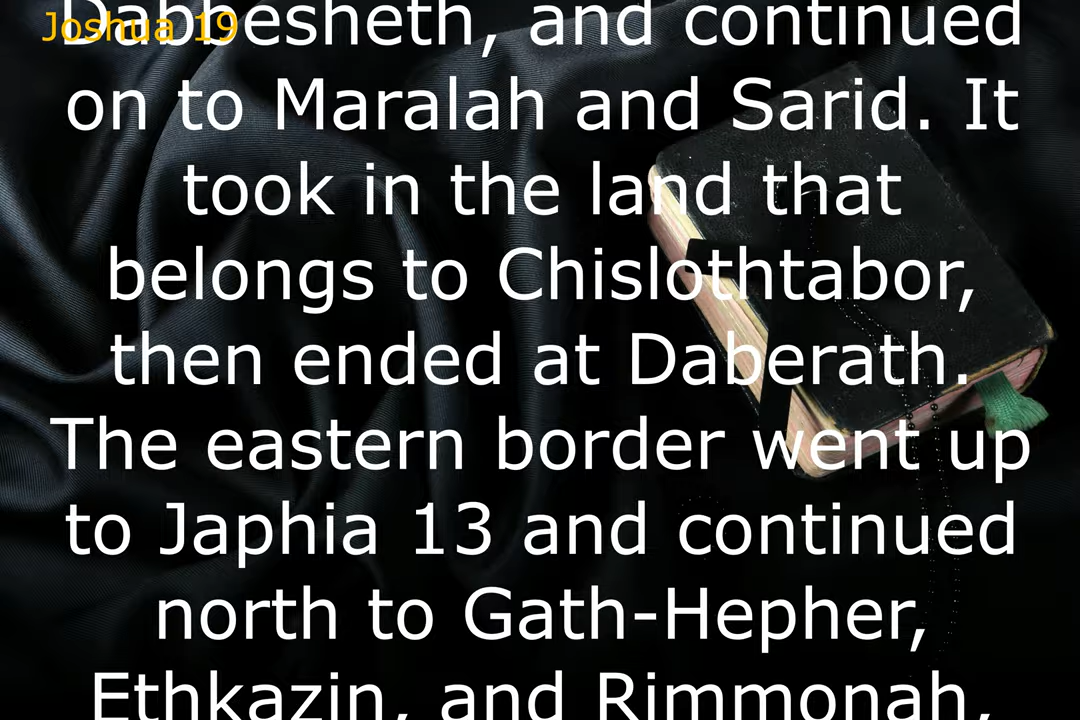 Joshua 19
Dabbesheth, and continued
on to Maralah and Sarid. It
took in the land that
belongs to Chislothtabor,
then ended at Daberath.
The eastern border went up
to Japhia 13 and continued
north to Gath-Hepher,
Ethkazin, and Rimmonah,